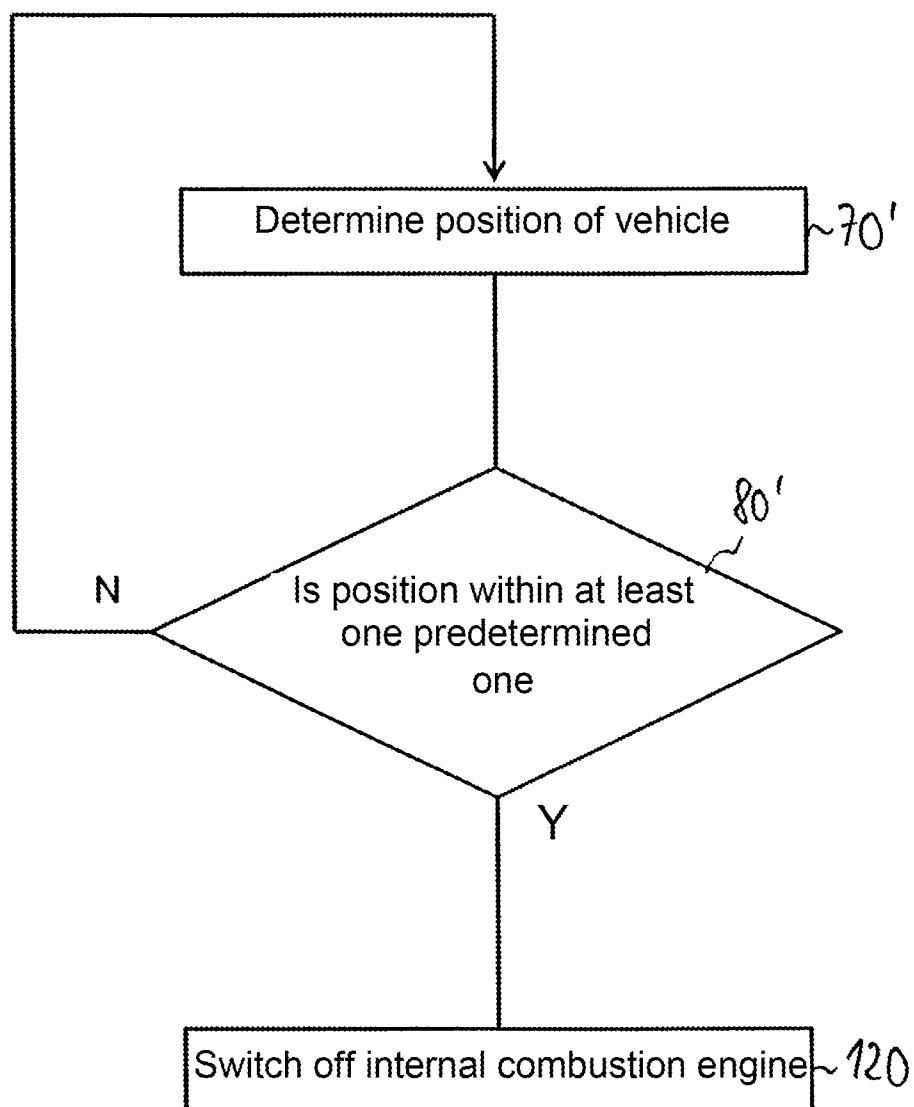 Determine position of vehicle
70'
80'
N
Is position within at least
one predetermined
one
Y
Switch off internal combustion engine
120